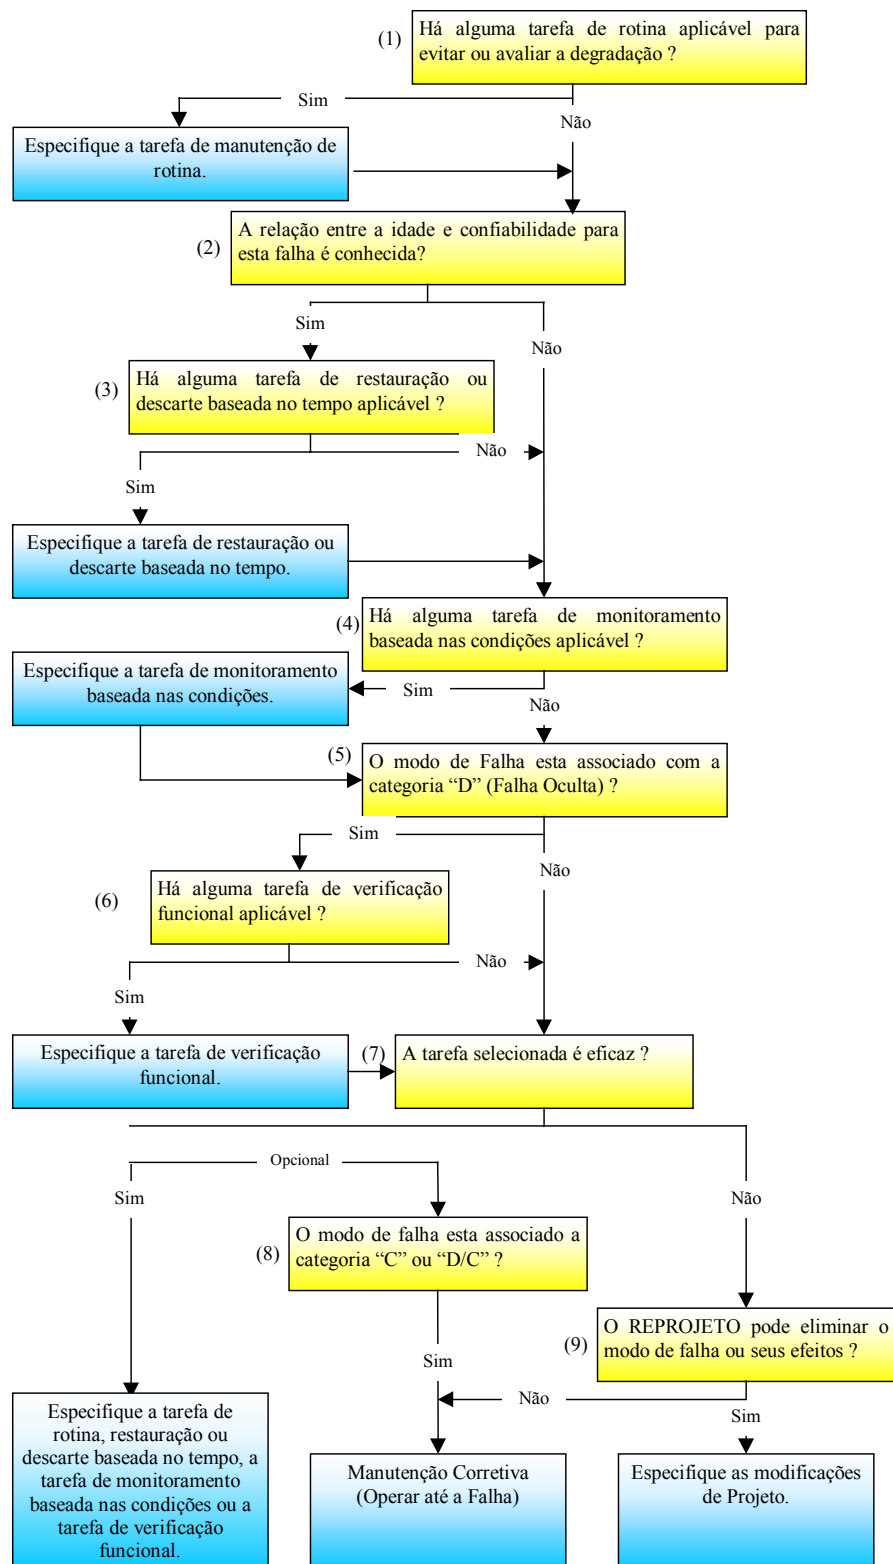 (1)
Há alguma tarefa de rotina aplicável para
evitar ou avaliar a degradação ?
Sim
Não
Especifique a tarefa de manutenção de
rotina.
(2)
A relação entre a idade e confiabilidade para
esta falha é conhecida?
Sim
Não
(3)
Há alguma tarefa de restauração ou
descarte baseada no tempo aplicável ?
Não
Sim
Especifique a tarefa de restauração ou
descarte baseada no tempo.
(4)
Há alguma tarefa de monitoramento
baseada nas condições aplicável ?
Especifique a tarefa de monitoramento
baseada nas condições.
Sim
Não
(5)
O modo de Falha esta associado com a
categoria “D” (Falha Oculta) ?
Sim
Não
(6)
Há alguma tarefa de verificação
funcional aplicável ?
Não
Sim
Especifique a tarefa de verificação
funcional.
(7)
A tarefa selecionada é eficaz ?
Opcional
Sim
Não
(8)
O modo de falha esta associado a
categoria “C” ou “D/C” ?
(9)
O REPROJETO pode eliminar o
modo de falha ou seus efeitos ?
Sim
Não
Sim
Especifique a tarefa de
rotina, restauração ou
descarte baseada no tempo, a
tarefa de monitoramento
baseada nas condições ou a
tarefa de verificação
funcional.
Manutenção Corretiva
(Operar até a Falha)
Especifique as modificações
de Projeto.